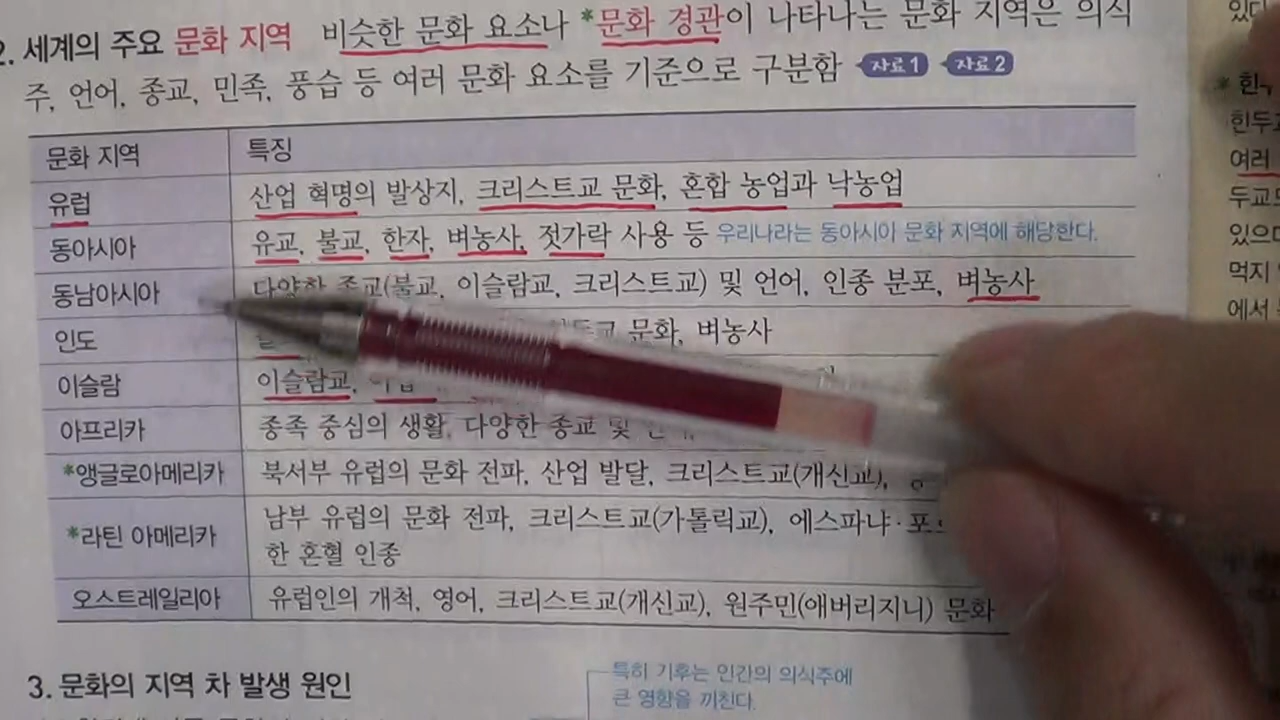 2. 세계의 주요 문화 지역 비슷한 문화 요소나 *문화 경관이 나타나는 문화 지역은 의식
주, 언어, 종교, 민족, 풍습 등 여러 문화 요소를 기준으로 구분함 자료1 자료2
문화 지역 특징
유럽 산업 혁명의 발상지, 크리스트교 문화, 혼합 농업과 낙농업
동아시아 유교, 불교, 한자, 벼농사, 젓가락 사용 등 우리나라는 동아시아 문화 지역에 해당한다.
동남아시아 다양한 종교(불교, 이슬람교, 크리스트교) 및 언어, 인종 분포, 벼농사
인도 문화, 벼농사
이슬람 이슬람교,
아프리카 종족 중심의 생활, 다양한 종교 및
*앵글로아메리카 북서부 유럽의 문화 전파, 산업 발달, 크리스트교(개신교),
*라틴 아메리카 남부 유럽의 문화 전파, 크리스트교(가톨릭교), 에스파냐·
한 혼혈 인종
오스트레일리아 유럽인의 개척, 영어, 크리스트교(개신교), 원주민(애버리지니) 문화
3. 문화의 지역 차 발생 원인
특히 기후는 인간의 의식주에
큰 영향을 끼친다.
있다
여러
있으
먹지
에서